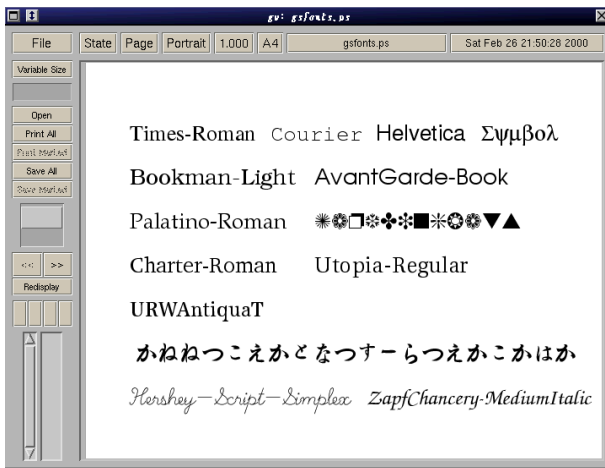 gv: gsfonts.ps
File State Page Portrait 1.000 A4 gsfonts.ps Sat Feb 26 21:50:28 2000
Variable Size
Open
Print All
Print Marked
Save All
Save Marked
<< >>
Redisplay
Times-Roman Courier Helvetica Σψμβολ
Bookman-Light AvantGarde-Book
Palatino-Roman ✺❁❐❆✤❉■❇❂❁▼▲
Charter-Roman Utopia-Regular
URWAntiquaT
かねねつこえかとなつすーらつえかこかはか
Hershey-Script-Simplex ZapfChancery-MediumItalic